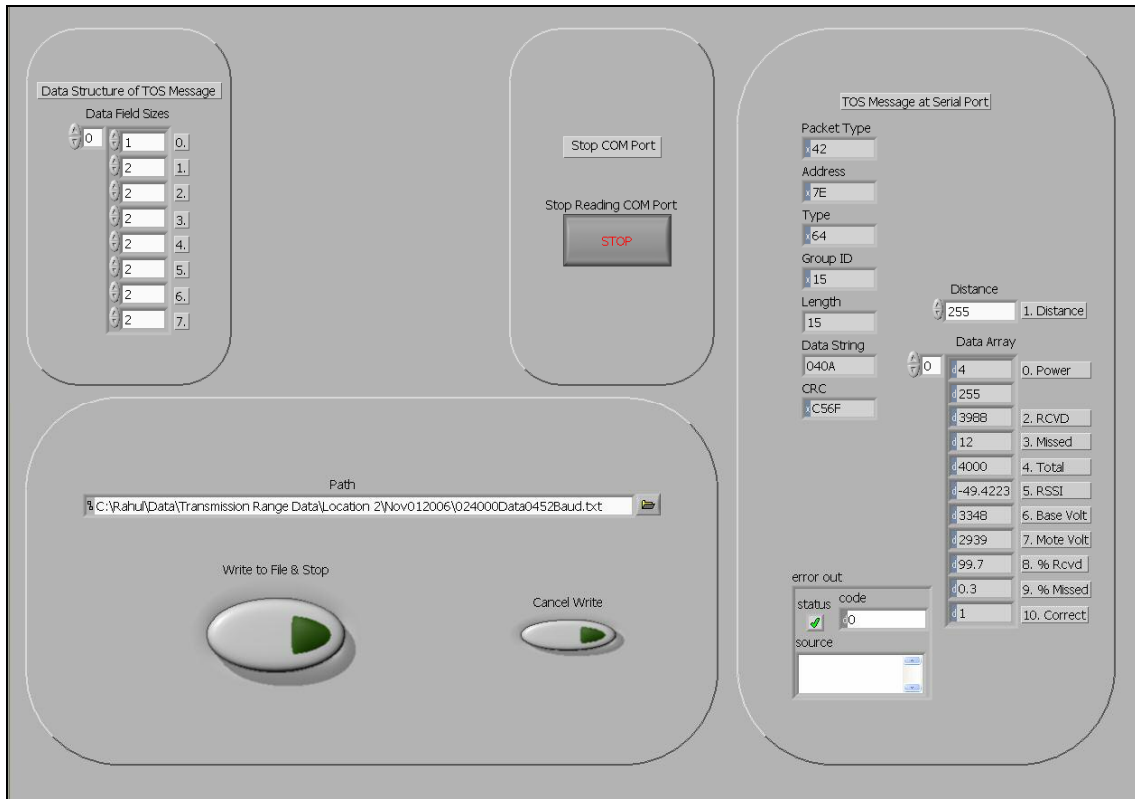 Data Structure of TOS Message
Data Field Sizes
0
1 0.
2 1.
2 2.
2 3.
2 4.
2 5.
2 6.
2 7.
Stop COM Port
Stop Reading COM Port
STOP
TOS Message at Serial Port
Packet Type
x 42
Address
x 7E
Type
x 64
Group ID
x 15
Length
15
Data String
040A
CRC
x C56F
Distance
255 1. Distance
Data Array
0
d 4 0. Power
d 255
d 3988 2. RCVD
d 12 3. Missed
d 4000 4. Total
d -49.4223 5. RSSI
d 3348 6. Base Volt
d 2939 7. Mote Volt
d 99.7 8. % Rcvd
d 0.3 9. % Missed
d 1 10. Correct
error out
status code
d 0
source
Path
C:\Rahul\Data\Transmission Range Data\Location 2\Nov012006\024000Data0452Baud.txt
Write to File & Stop
Cancel Write